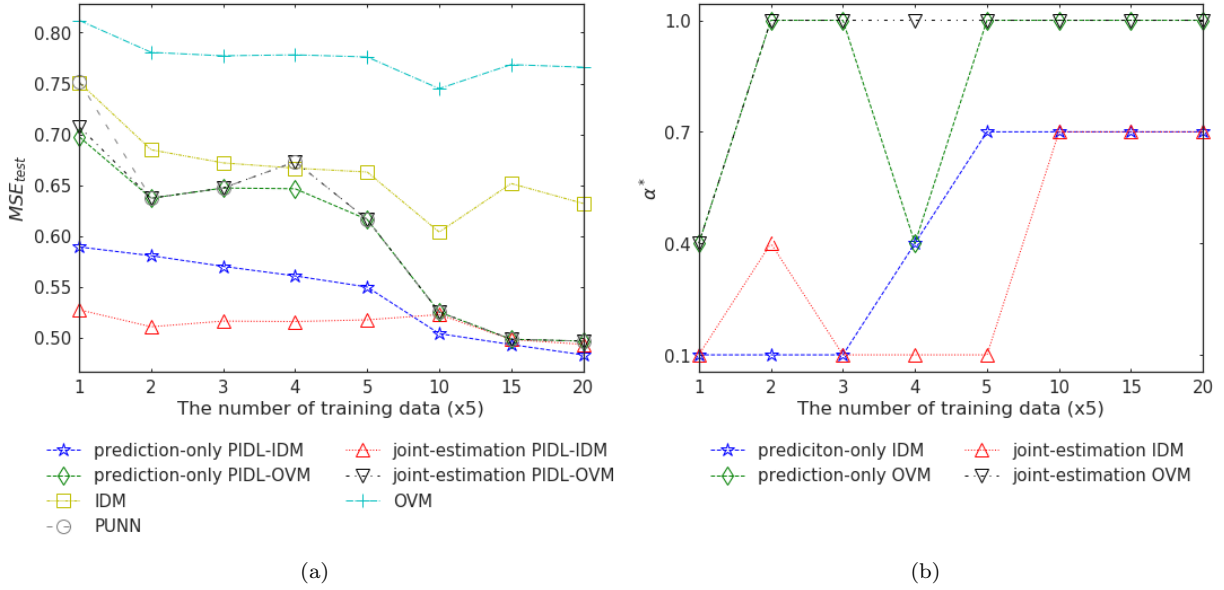 0.80
0.75
0.70
0.65
0.60
0.55
0.50
MSE_test
1 2 3 4 5 10 15 20
The number of training data (x5)
prediction-only PIDL-IDM
joint-estimation PIDL-IDM
prediction-only PIDL-OVM
joint-estimation PIDL-OVM
IDM
OVM
PUNN
(a)
1.0
0.7
0.4
0.1
α*
1 2 3 4 5 10 15 20
The number of training data (x5)
prediciton-only IDM
joint-estimation IDM
prediction-only OVM
joint-estimation OVM
(b)